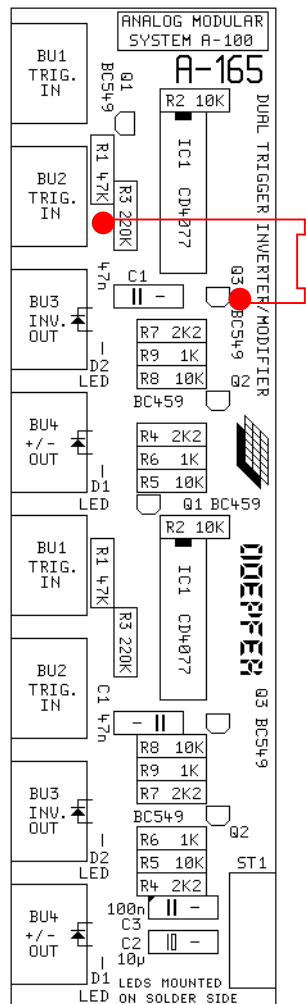 ANALOG MODULAR
SYSTEM A-100
A-165
DUAL TRIGGER INVERTER/MODIFIER
BU1
TRIG.
IN
Q1
BC549
R2 10K
IC1 CD4077
R1 47K
R3 220K
BU2
TRIG.
IN
47n
C1
Q3
BC549
BU3
INV.
OUT
D2
LED
R7 2K2
R9 1K
R8 10K
Q2
BC459
BU4
+/-
OUT
D1
LED
R4 2K2
R6 1K
R5 10K
Q1 BC459
R2 10K
BU1
TRIG.
IN
R1 47K
R3 220K
IC1 CD4077
DOEPFER
BU2
TRIG.
IN
C1 47n
Q3 BC549
BU3
INV.
OUT
D2
LED
R8 10K
R9 1K
R7 2K2
BC549
Q2
R6 1K
R5 10K
R4 2K2
ST1
BU4
+/-
OUT
D1
LED
100n
C3
C2
10µ
LEDS MOUNTED
ON SOLDER SIDE